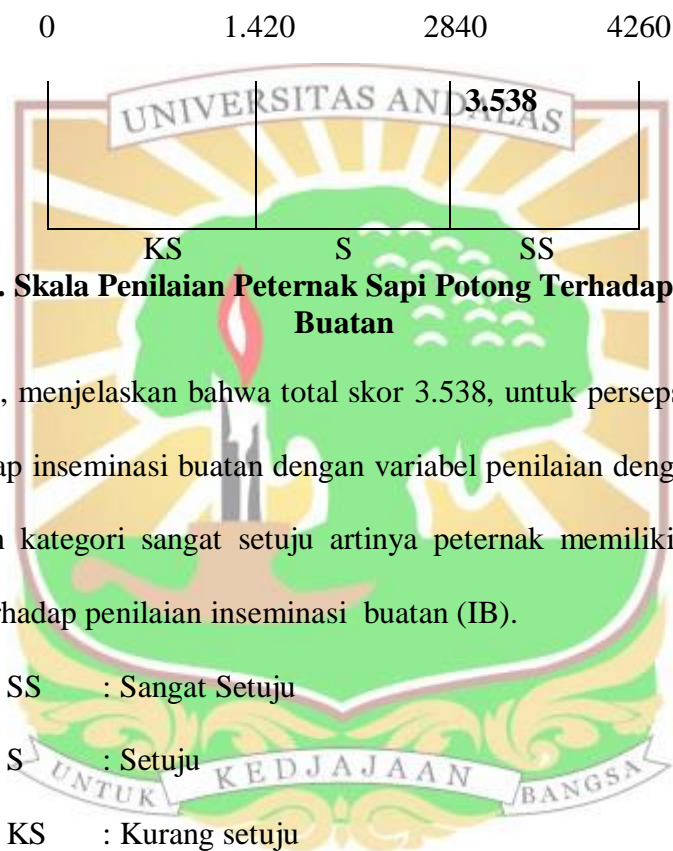 0 1.420 2840 4260
3.538
UNIVERSITAS ANDALAS
KS S SS
. Skala Penilaian Peternak Sapi Potong Terhadap
Buatan
, menjelaskan bahwa total skor 3.538, untuk perseps
ap inseminasi buatan dengan variabel penilaian deng
kategori sangat setuju artinya peternak memiliki
rhadap penilaian inseminasi buatan (IB).
SS : Sangat Setuju
S : Setuju
UNTUK KEDJAJAAN BANGSA
KS : Kurang setuju